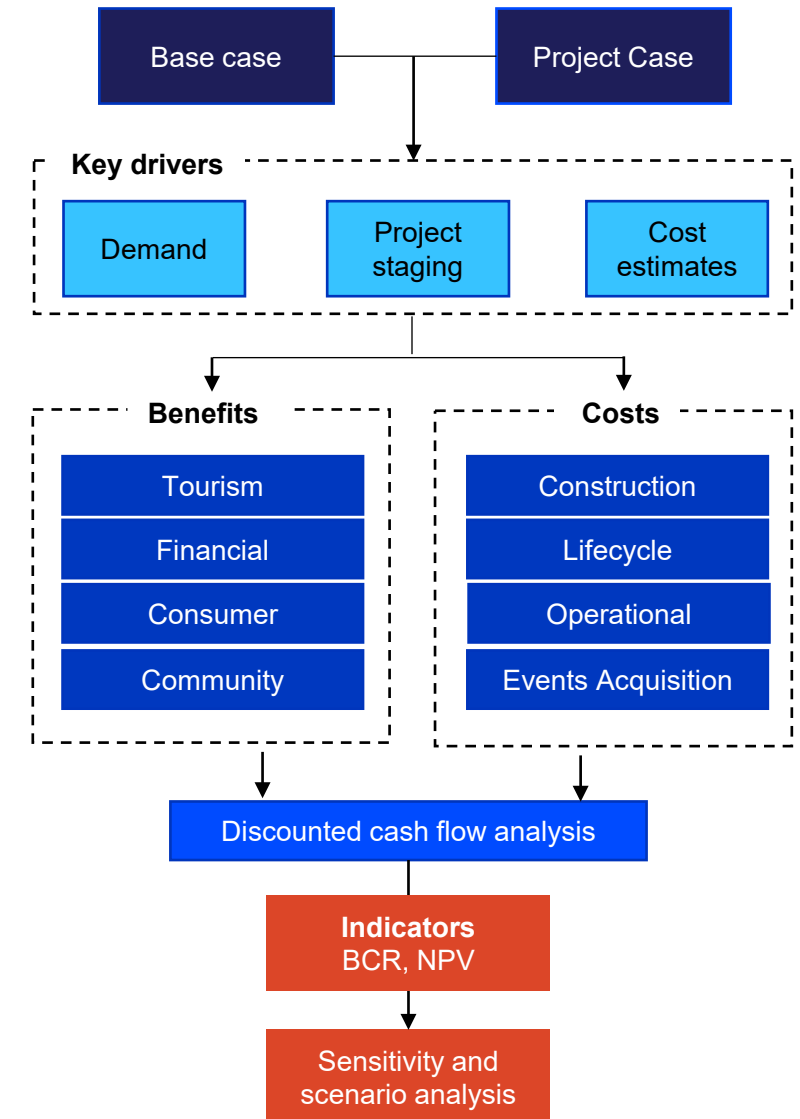 Base case
Project Case
Key drivers
Demand
Project
staging
Cost
estimates
Benefits
Costs
Tourism
Financial
Consumer
Community
Construction
Lifecycle
Operational
Events Acquisition
Discounted cash flow analysis
Indicators
BCR, NPV
Sensitivity and
scenario analysis